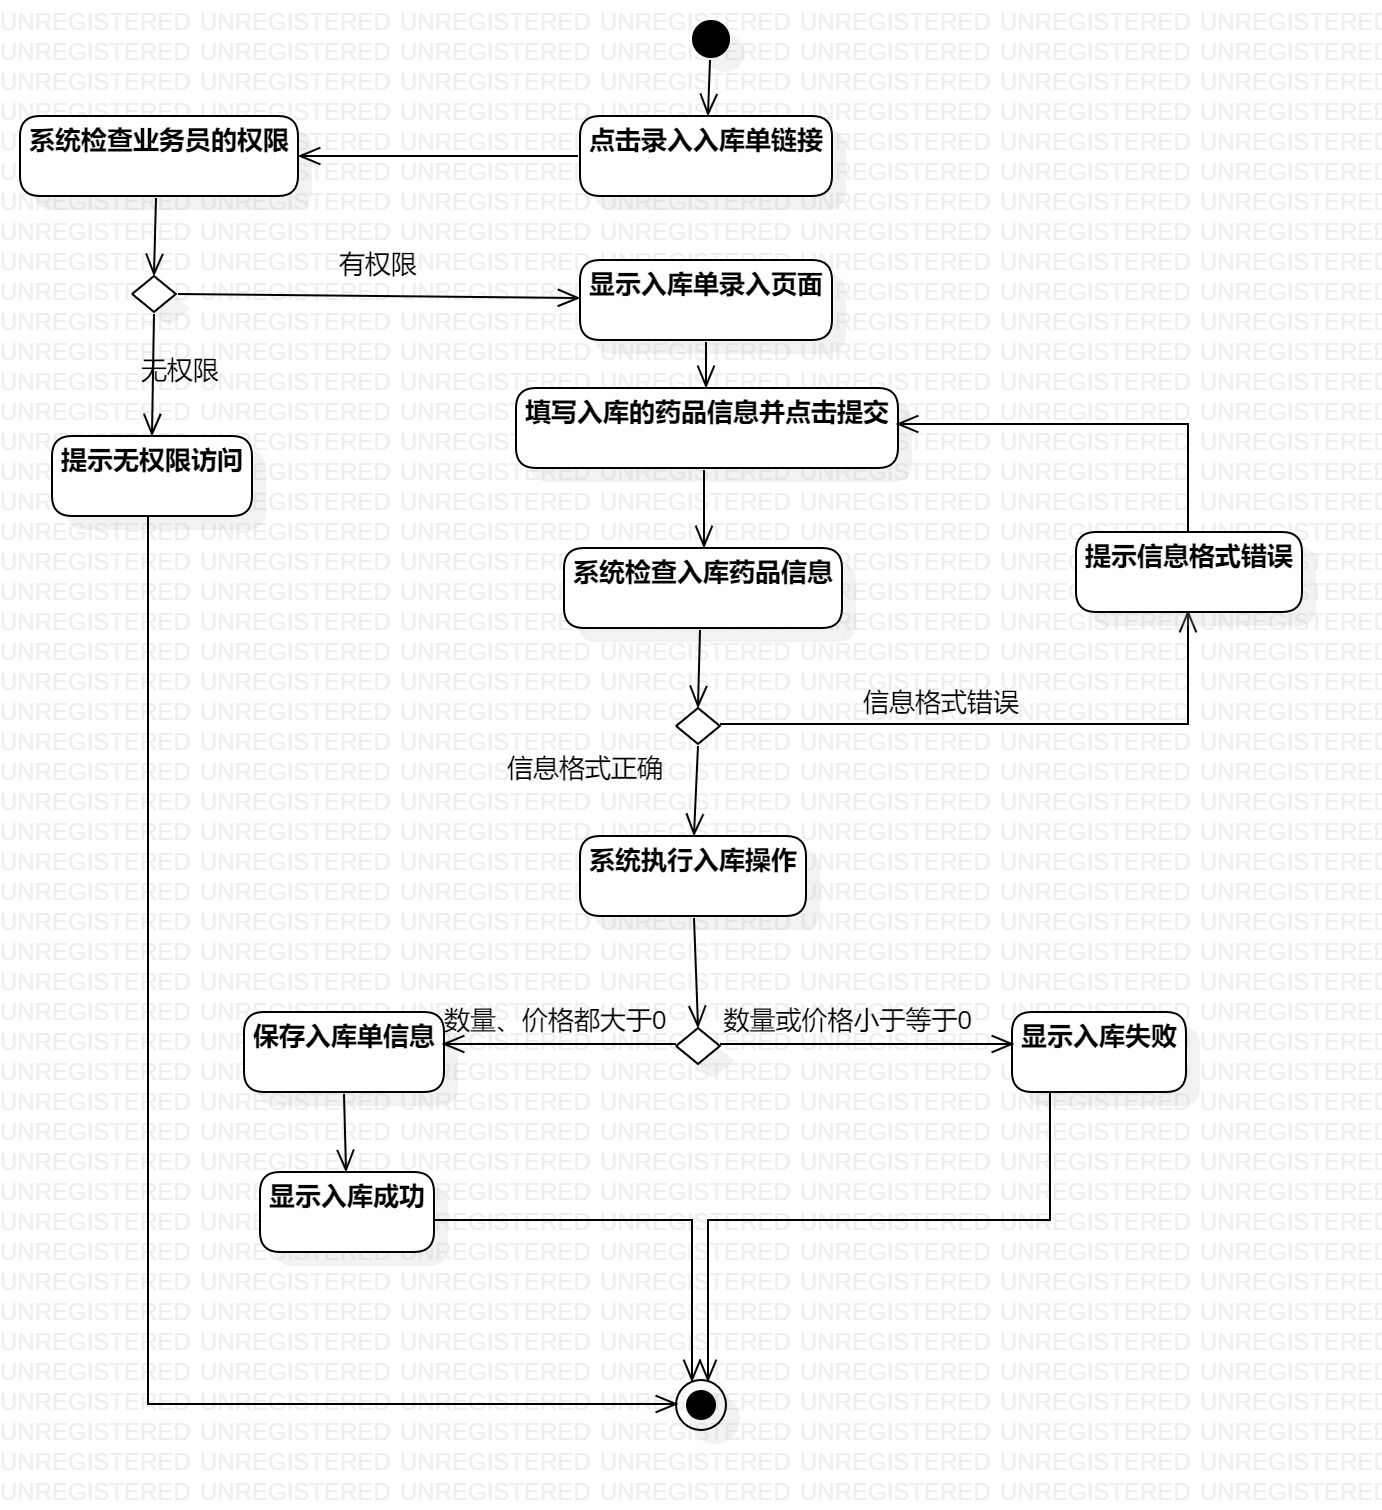 点击录入入库单链接
系统检查业务员的权限
有权限
显示入库单录入页面
无权限
填写入库的药品信息并点击提交
提示无权限访问
系统检查入库药品信息
提示信息格式错误
信息格式错误
信息格式正确
系统执行入库操作
数量、价格都大于0
数量或价格小于等于0
保存入库单信息
显示入库失败
显示入库成功
UNREGISTERED